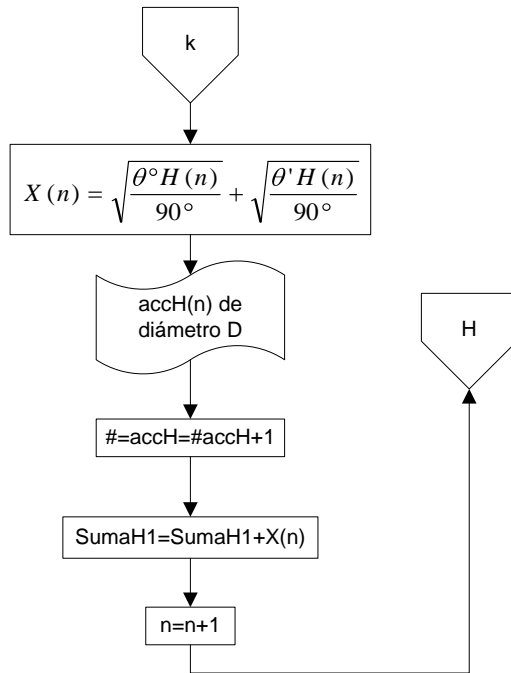 k
X(n) = √(θ°H(n)/90°) + √(θ'H(n)/90°)
accH(n) de
diámetro D
H
#=accH=#accH+1
SumaH1=SumaH1+X(n)
n=n+1